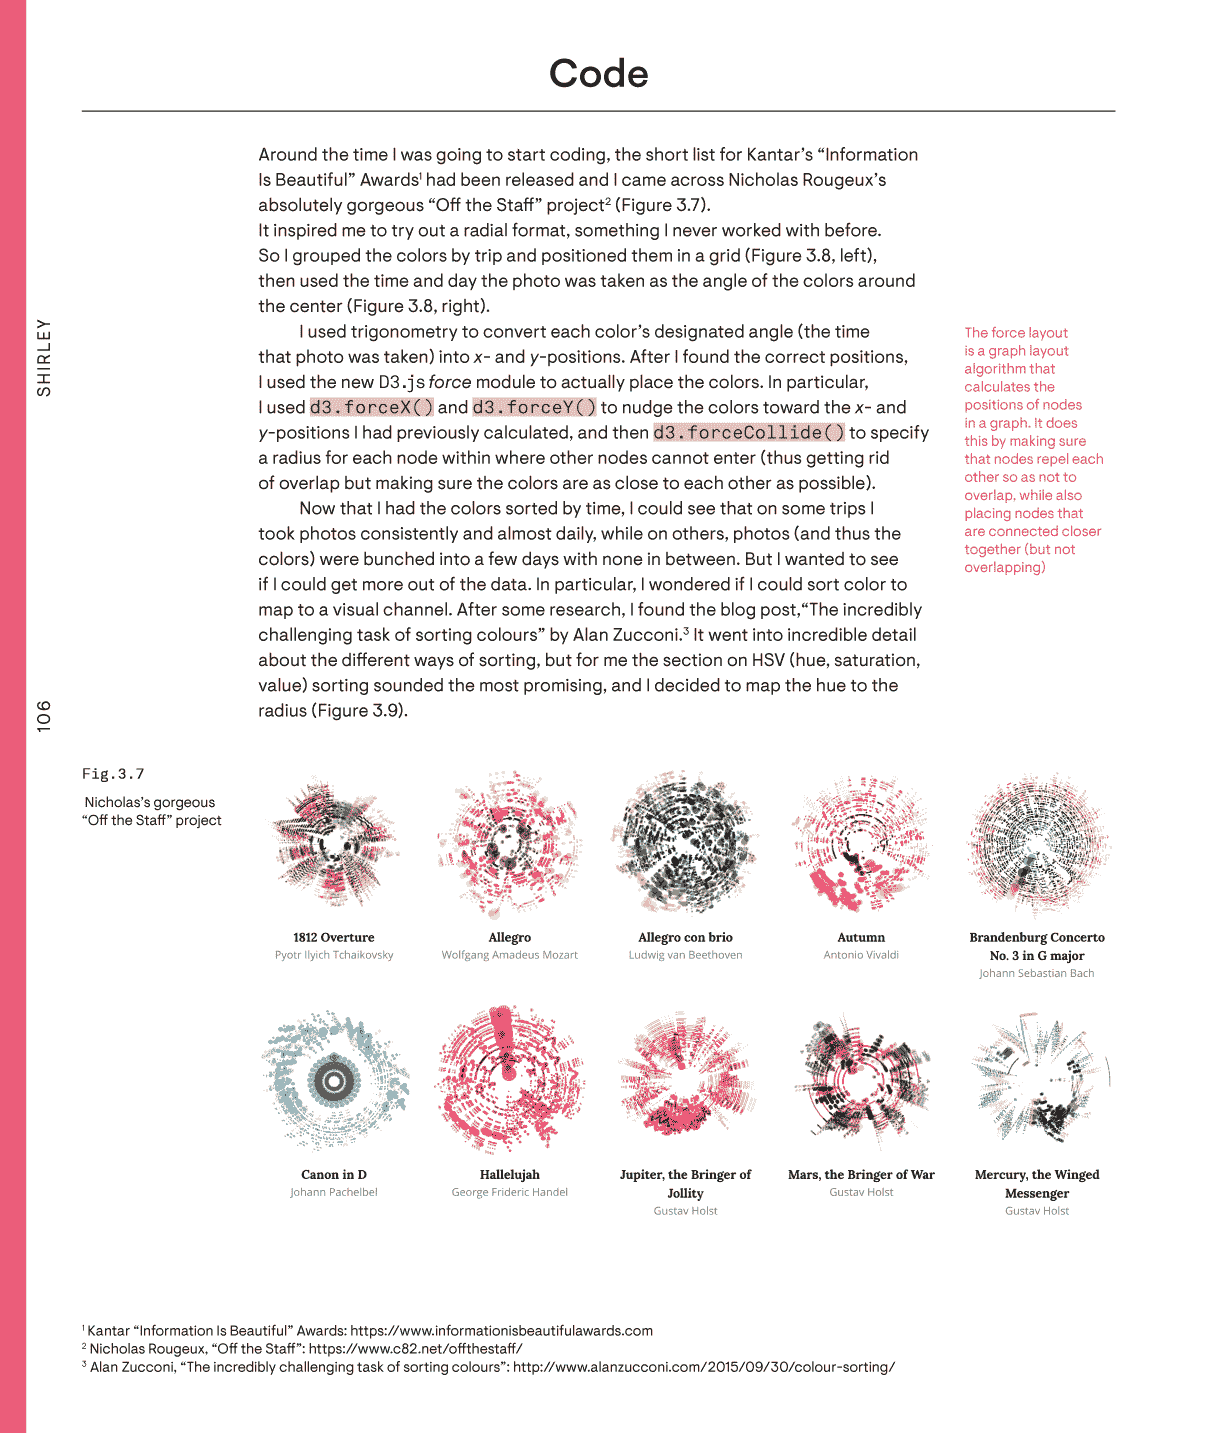 Code
Around the time I was going to start coding, the short list for Kantar’s “Information
Is Beautiful” Awards¹ had been released and I came across Nicholas Rougeux’s
absolutely gorgeous “Off the Staff” project² (Figure 3.7).
It inspired me to try out a radial format, something I never worked with before.
So I grouped the colors by trip and positioned them in a grid (Figure 3.8, left),
then used the time and day the photo was taken as the angle of the colors around
the center (Figure 3.8, right).
I used trigonometry to convert each color’s designated angle (the time
that photo was taken) into x- and y-positions. After I found the correct positions,
I used the new D3.js force module to actually place the colors. In particular,
I used d3.forceX() and d3.forceY() to nudge the colors toward the x- and
y-positions I had previously calculated, and then d3.forceCollide() to specify
a radius for each node within where other nodes cannot enter (thus getting rid
of overlap but making sure the colors are as close to each other as possible).
Now that I had the colors sorted by time, I could see that on some trips I
took photos consistently and almost daily, while on others, photos (and thus the
colors) were bunched into a few days with none in between. But I wanted to see
if I could get more out of the data. In particular, I wondered if I could sort color to
map to a visual channel. After some research, I found the blog post,“The incredibly
challenging task of sorting colours” by Alan Zucconi.³ It went into incredible detail
about the different ways of sorting, but for me the section on HSV (hue, saturation,
value) sorting sounded the most promising, and I decided to map the hue to the
radius (Figure 3.9).
The force layout
is a graph layout
algorithm that
calculates the
positions of nodes
in a graph. It does
this by making sure
that nodes repel each
other so as not to
overlap, while also
placing nodes that
are connected closer
together (but not
overlapping)
SHIRLEY
106
Fig.3.7
Nicholas’s gorgeous
“Off the Staff” project
1812 Overture
Pyotr Ilyich Tchaikovsky
Allegro
Wolfgang Amadeus Mozart
Allegro con brio
Ludwig van Beethoven
Autumn
Antonio Vivaldi
Brandenburg Concerto
No. 3 in G major
Johann Sebastian Bach
Canon in D
Johann Pachelbel
Hallelujah
George Frideric Handel
Jupiter, the Bringer of
Jollity
Gustav Holst
Mars, the Bringer of War
Gustav Holst
Mercury, the Winged
Messenger
Gustav Holst
¹ Kantar “Information Is Beautiful” Awards: https://www.informationisbeautifulawards.com
² Nicholas Rougeux, “Off the Staff”: https://www.c82.net/offthestaff/
³ Alan Zucconi, “The incredibly challenging task of sorting colours”: http://www.alanzucconi.com/2015/09/30/colour-sorting/